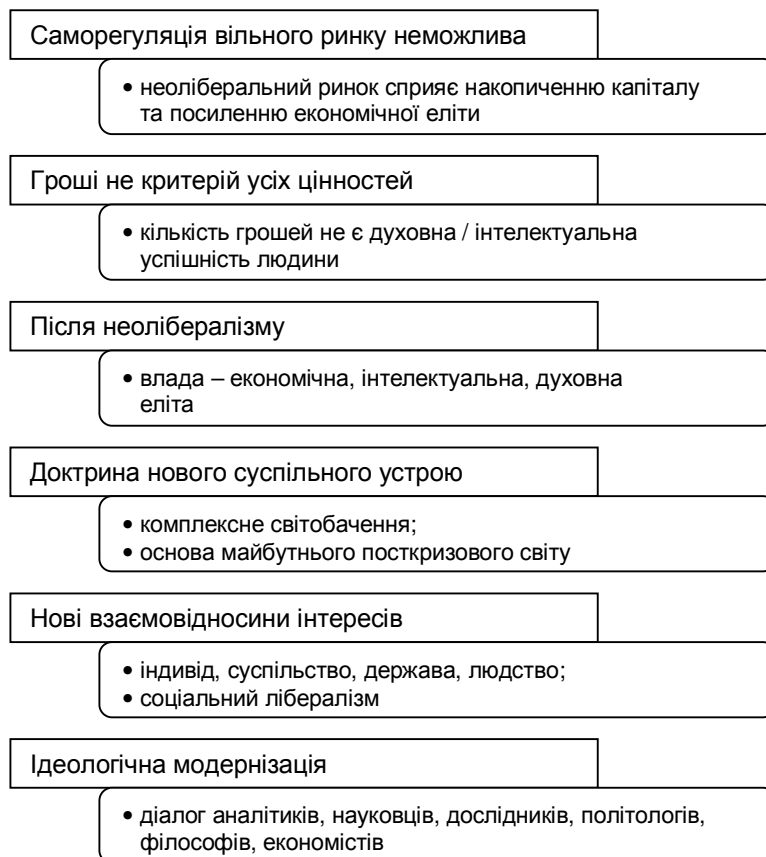 Саморегуляція вільного ринку неможлива
• неоліберальний ринок сприяє накопиченню капіталу
та посиленню економічної еліти
Гроші не критерій усіх цінностей
• кількість грошей не є духовна / інтелектуальна
успішність людини
Після неолібералізму
• влада – економічна, інтелектуальна, духовна
еліта
Доктрина нового суспільного устрою
• комплексне світобачення;
• основа майбутнього посткризового світу
Нові взаємовідносини інтересів
• індивід, суспільство, держава, людство;
• соціальний лібералізм
Ідеологічна модернізація
• діалог аналітиків, науковців, дослідників, політологів,
філософів, економістів